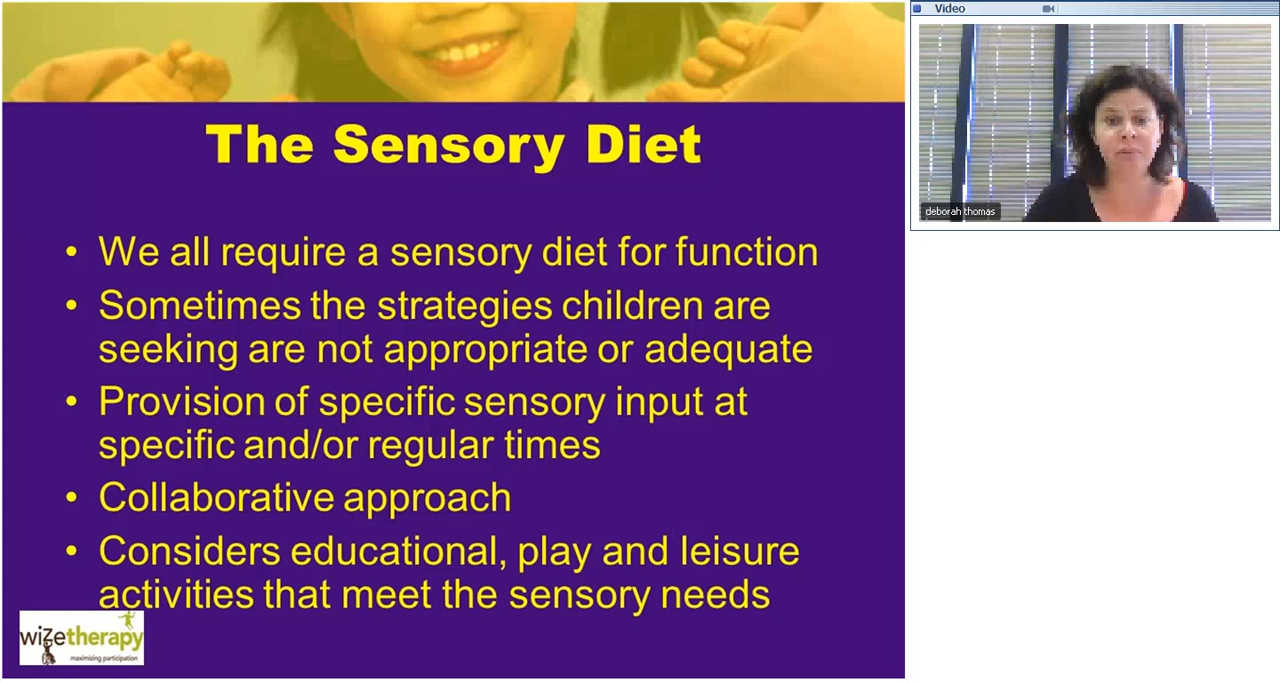 The Sensory Diet
• We all require a sensory diet for function
• Sometimes the strategies children are
seeking are not appropriate or adequate
• Provision of specific sensory input at
specific and/or regular times
• Collaborative approach
• Considers educational, play and leisure
activities that meet the sensory needs
wizetherapy
maximizing participation
Video
deborah thomas